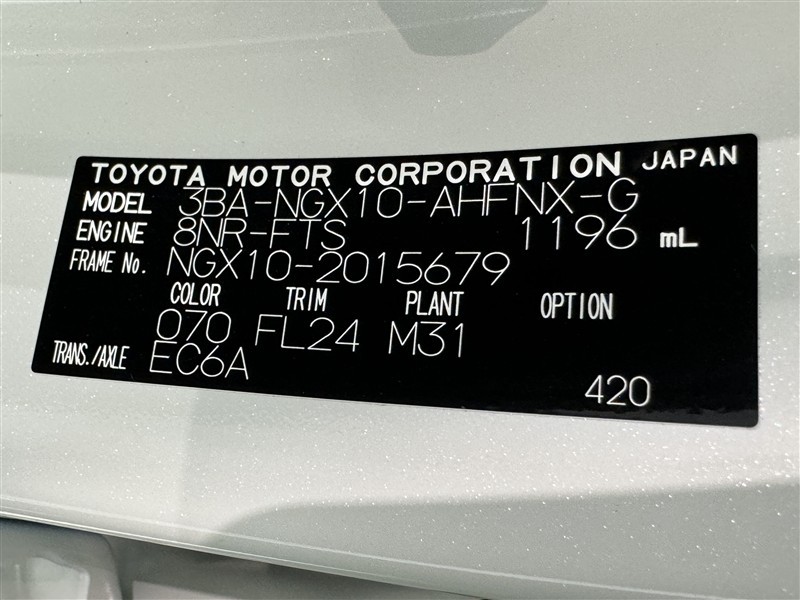 TOYOTA MOTOR CORPORATION JAPAN
MODEL 3BA-NGX10-AHFNX-G
ENGINE 8NR-FTS 1196 mL
FRAME No. NGX10-2015679
COLOR TRIM PLANT OPTION
070 FL24 M31
TRANS./AXLE EC6A
420